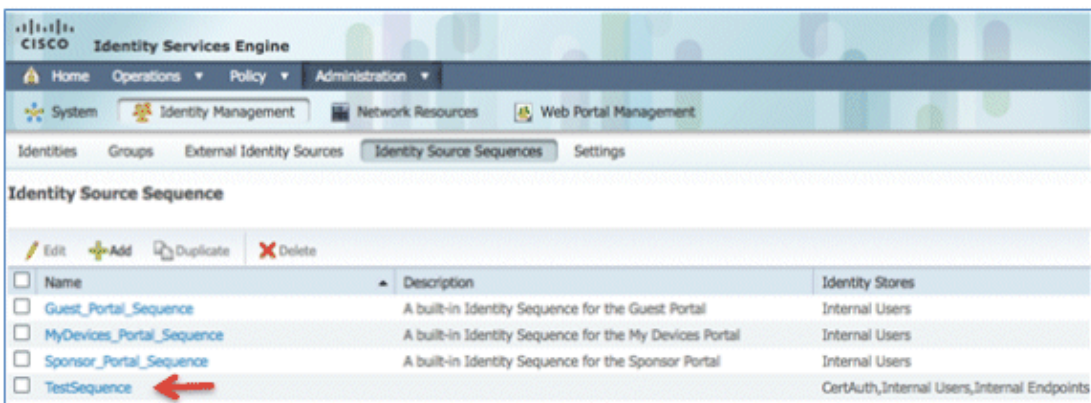 CISCO Identity Services Engine
Home Operations ▼ Policy ▼ Administration ▼
System Identity Management Network Resources Web Portal Management
Identities Groups External Identity Sources Identity Source Sequences Settings
Identity Source Sequence
Edit Add Duplicate Delete
Name Description Identity Stores
Guest_Portal_Sequence A built-in Identity Sequence for the Guest Portal Internal Users
MyDevices_Portal_Sequence A built-in Identity Sequence for the My Devices Portal Internal Users
Sponsor_Portal_Sequence A built-in Identity Sequence for the Sponsor Portal Internal Users
TestSequence CertAuth,Internal Users,Internal Endpoints